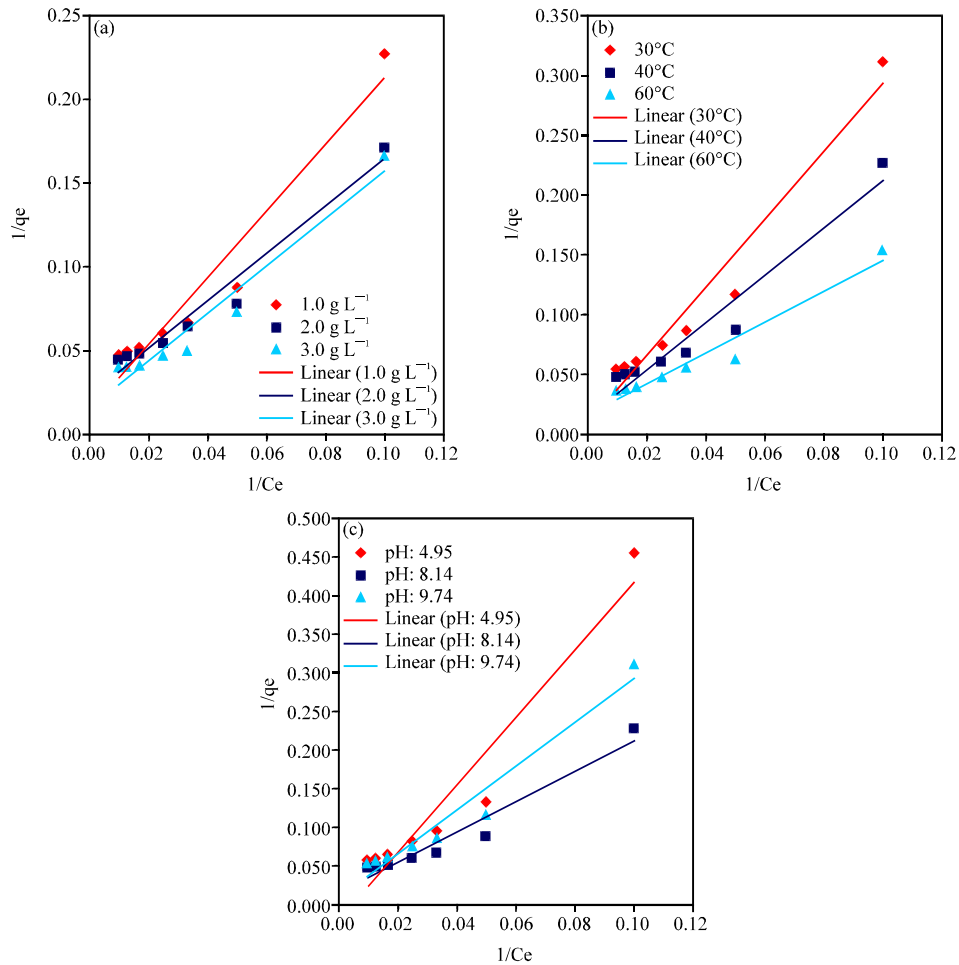 (a)
0.25
0.20
0.15
0.10
0.05
0.00
1/qe
1.0 g L⁻¹
2.0 g L⁻¹
3.0 g L⁻¹
Linear (1.0 g L⁻¹)
Linear (2.0 g L⁻¹)
Linear (3.0 g L⁻¹)
0.00 0.02 0.04 0.06 0.08 0.10 0.12
1/Ce
(b)
30°C
40°C
60°C
Linear (30°C)
Linear (40°C)
Linear (60°C)
0.350
0.300
0.250
0.200
0.150
0.100
0.050
0.000
1/qe
0.00 0.02 0.04 0.06 0.08 0.10 0.12
1/Ce
(c)
pH: 4.95
pH: 8.14
pH: 9.74
Linear (pH: 4.95)
Linear (pH: 8.14)
Linear (pH: 9.74)
0.500
0.450
0.400
0.350
0.300
0.250
0.200
0.150
0.100
0.050
0.000
1/qe
0.00 0.02 0.04 0.06 0.08 0.10 0.12
1/Ce